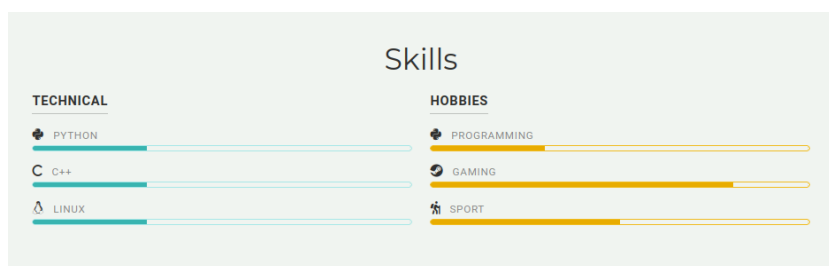 Skills
TECHNICAL
PYTHON
C++
LINUX
HOBBIES
PROGRAMMING
GAMING
SPORT